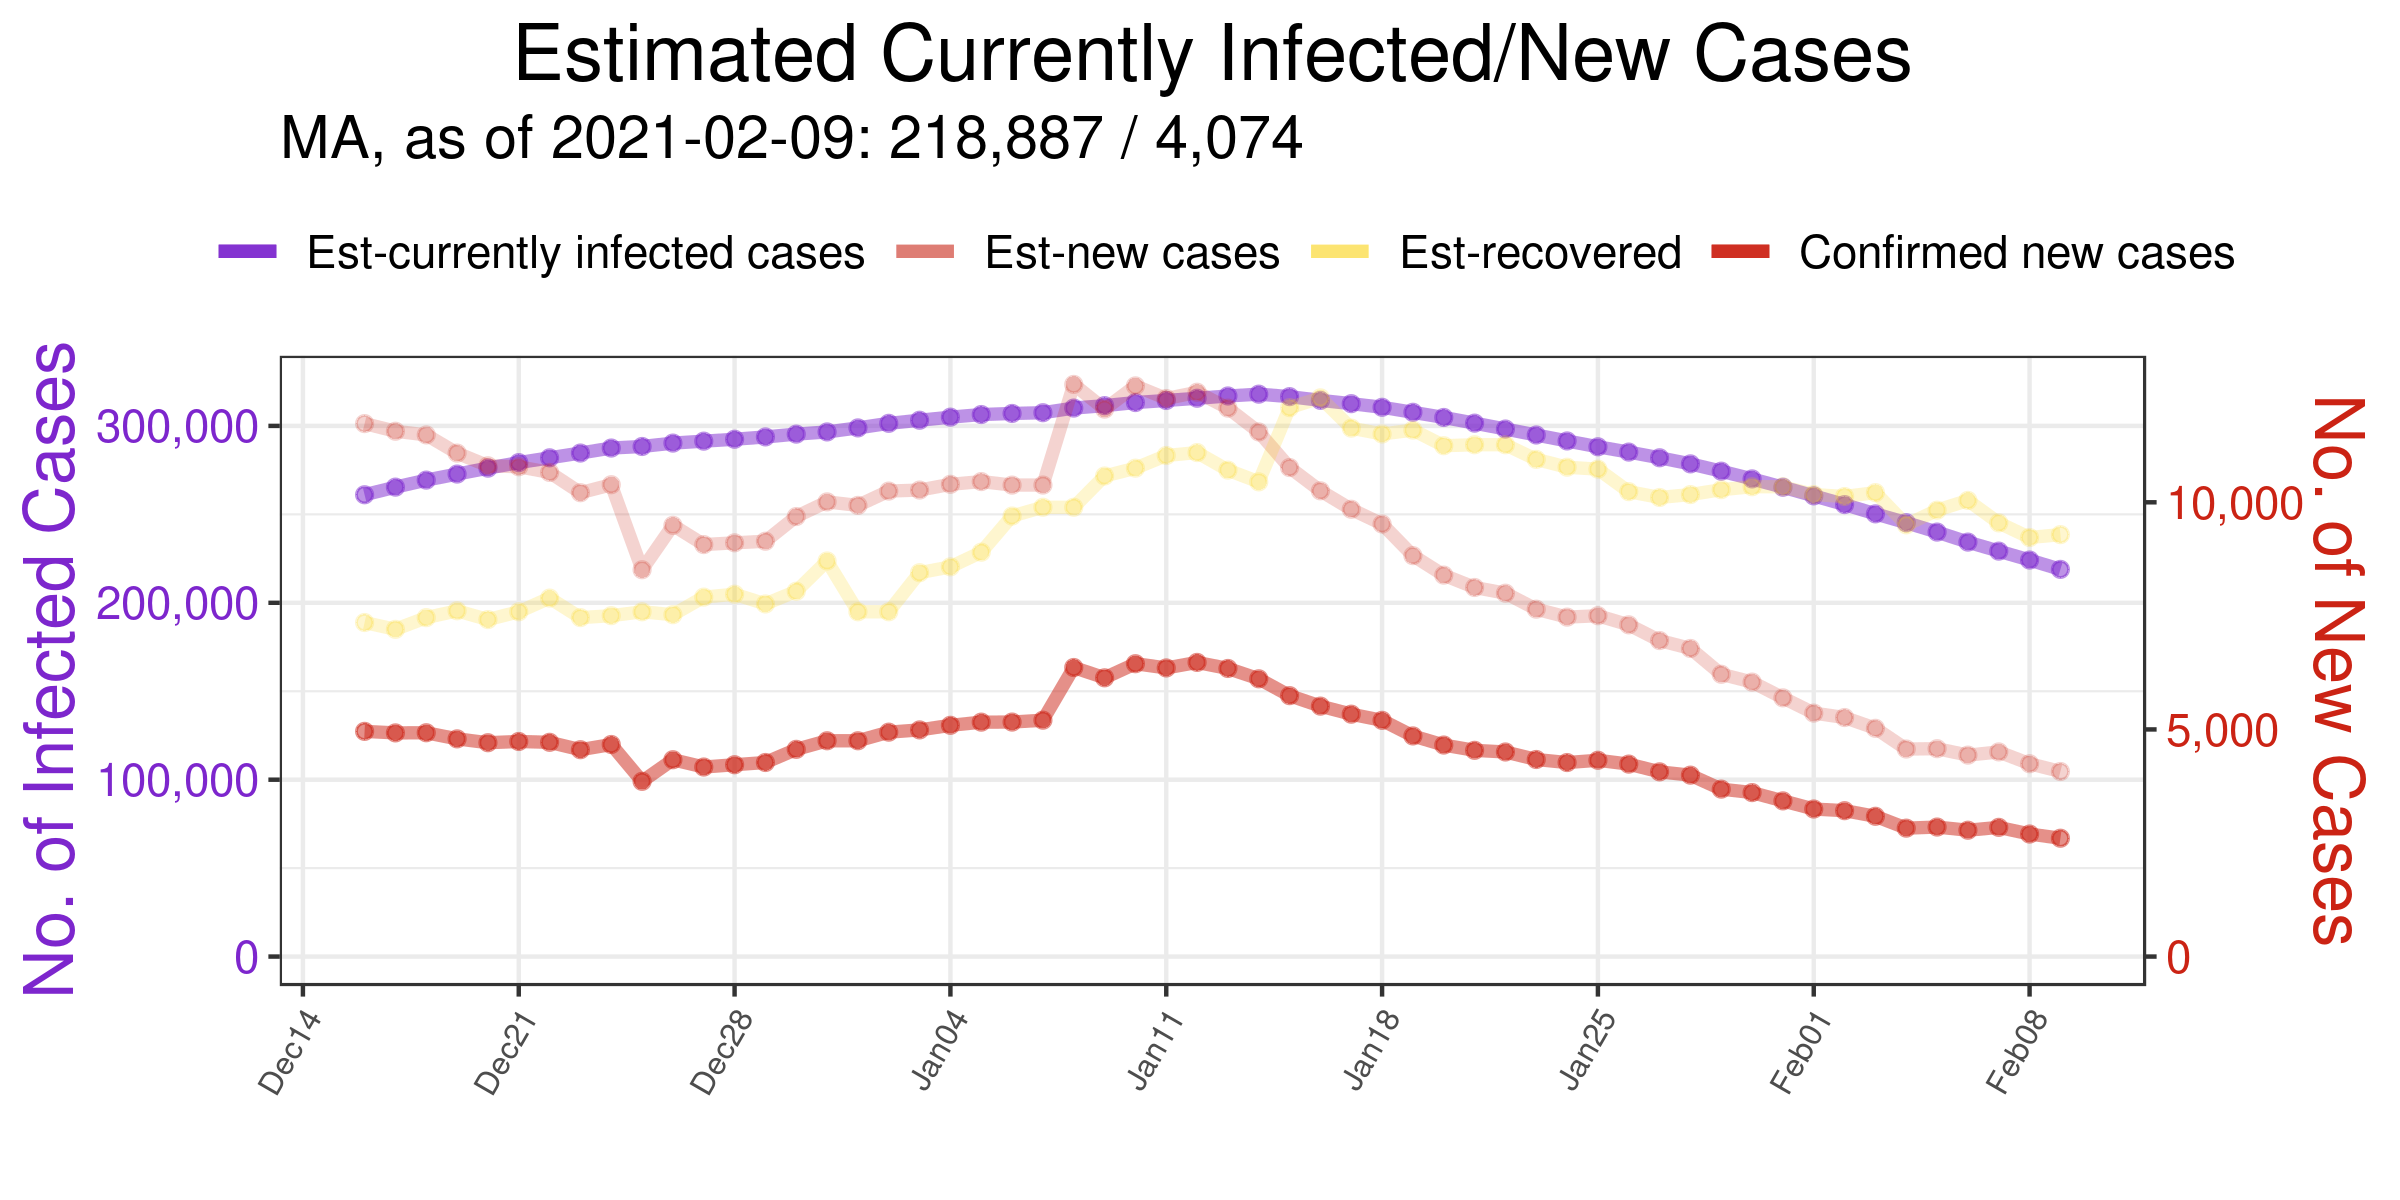 Estimated Currently Infected/New Cases
MA, as of 2021-02-09: 218,887 / 4,074
Est-currently infected cases Est-new cases Est-recovered Confirmed new cases
No. of Infected Cases
300,000
200,000
100,000
0
10,000
5,000
0
No. of New Cases
Dec14 Dec21 Dec28 Jan04 Jan11 Jan18 Jan25 Feb01 Feb08